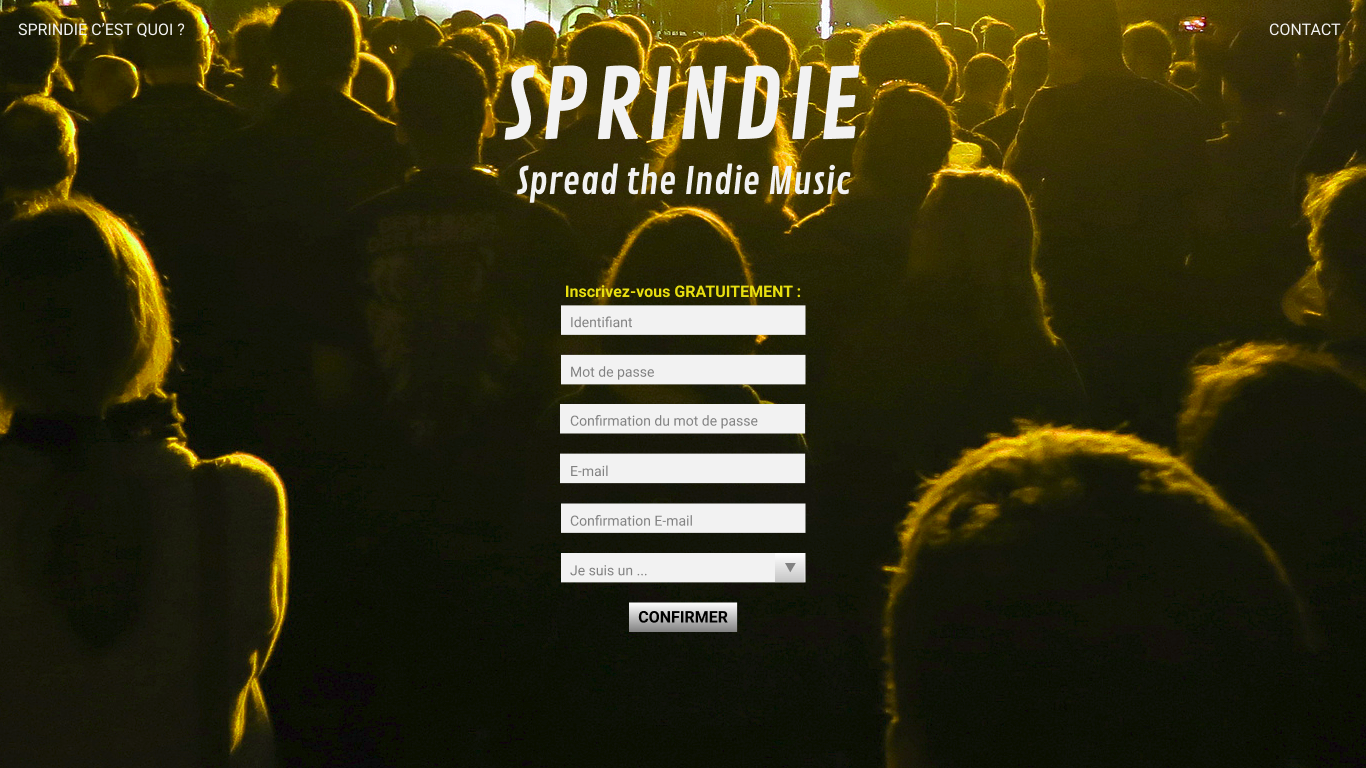 SPRINDIE C’EST QUOI ?
CONTACT
SPRINDIE
Spread the Indie Music
Inscrivez-vous GRATUITEMENT :
Identifiant
Mot de passe
Confirmation du mot de passe
E-mail
Confirmation E-mail
Je suis un ...
CONFIRMER